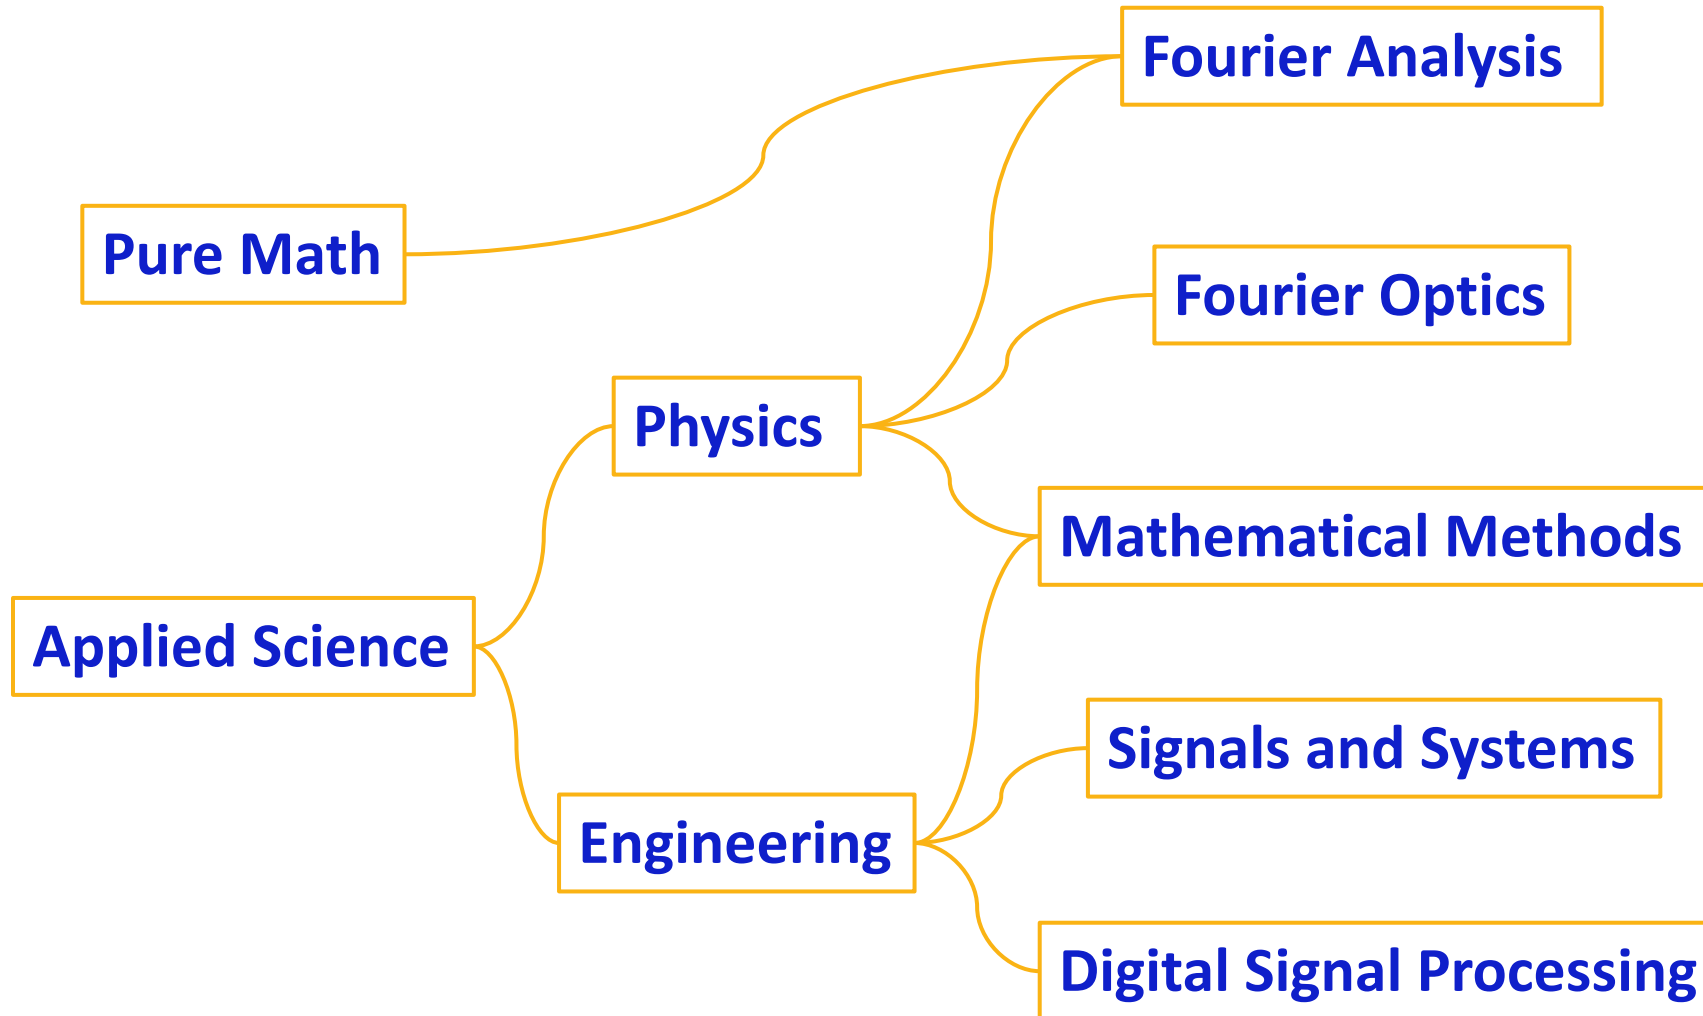 Fourier Analysis
Pure Math
Fourier Optics
Physics
Mathematical Methods
Applied Science
Signals and Systems
Engineering
Digital Signal Processing